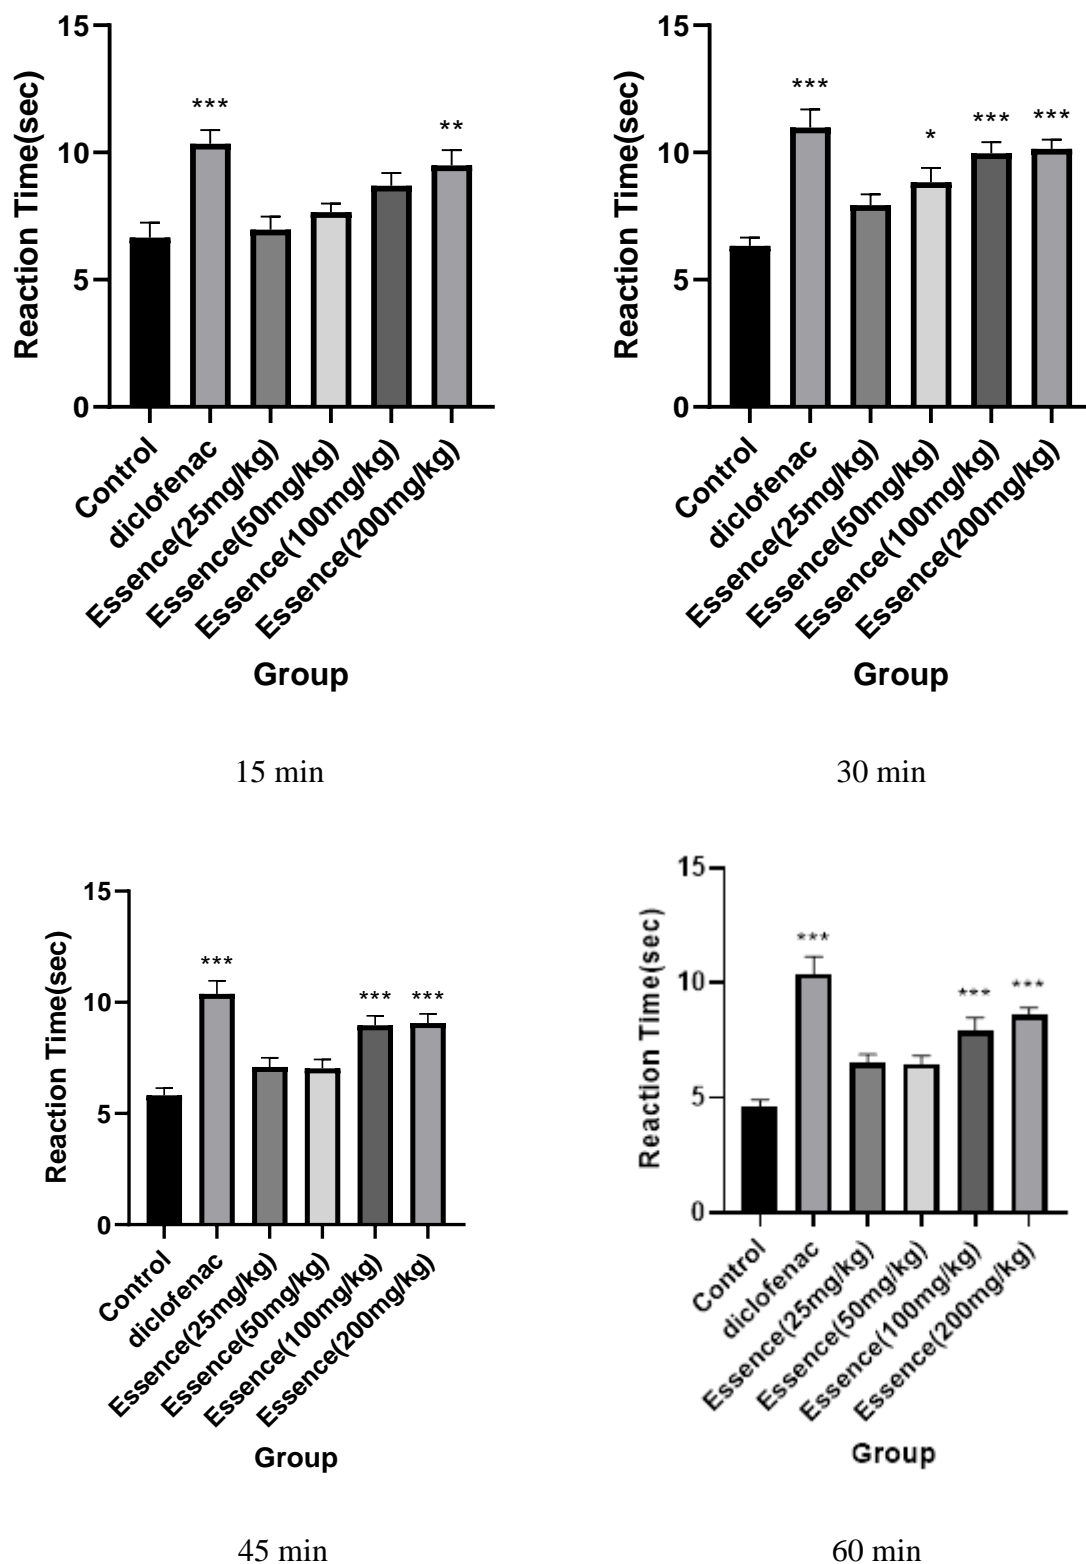 15
10
5
0
Reaction Time(sec)
***
**
Control
diclofenac
Essence(25mg/kg)
Essence(50mg/kg)
Essence(100mg/kg)
Essence(200mg/kg)
Group
15 min
15
10
5
0
Reaction Time(sec)
***
*
***
***
Control
diclofenac
Essence(25mg/kg)
Essence(50mg/kg)
Essence(100mg/kg)
Essence(200mg/kg)
Group
30 min
15
10
5
0
Reaction Time(sec)
***
***
***
Control
diclofenac
Essence(25mg/kg)
Essence(50mg/kg)
Essence(100mg/kg)
Essence(200mg/kg)
Group
45 min
15
10
5
0
Reaction Time(sec)
***
***
***
Control
diclofenac
Essence(25mg/kg)
Essence(50mg/kg)
Essence(100mg/kg)
Essence(200mg/kg)
Group
60 min